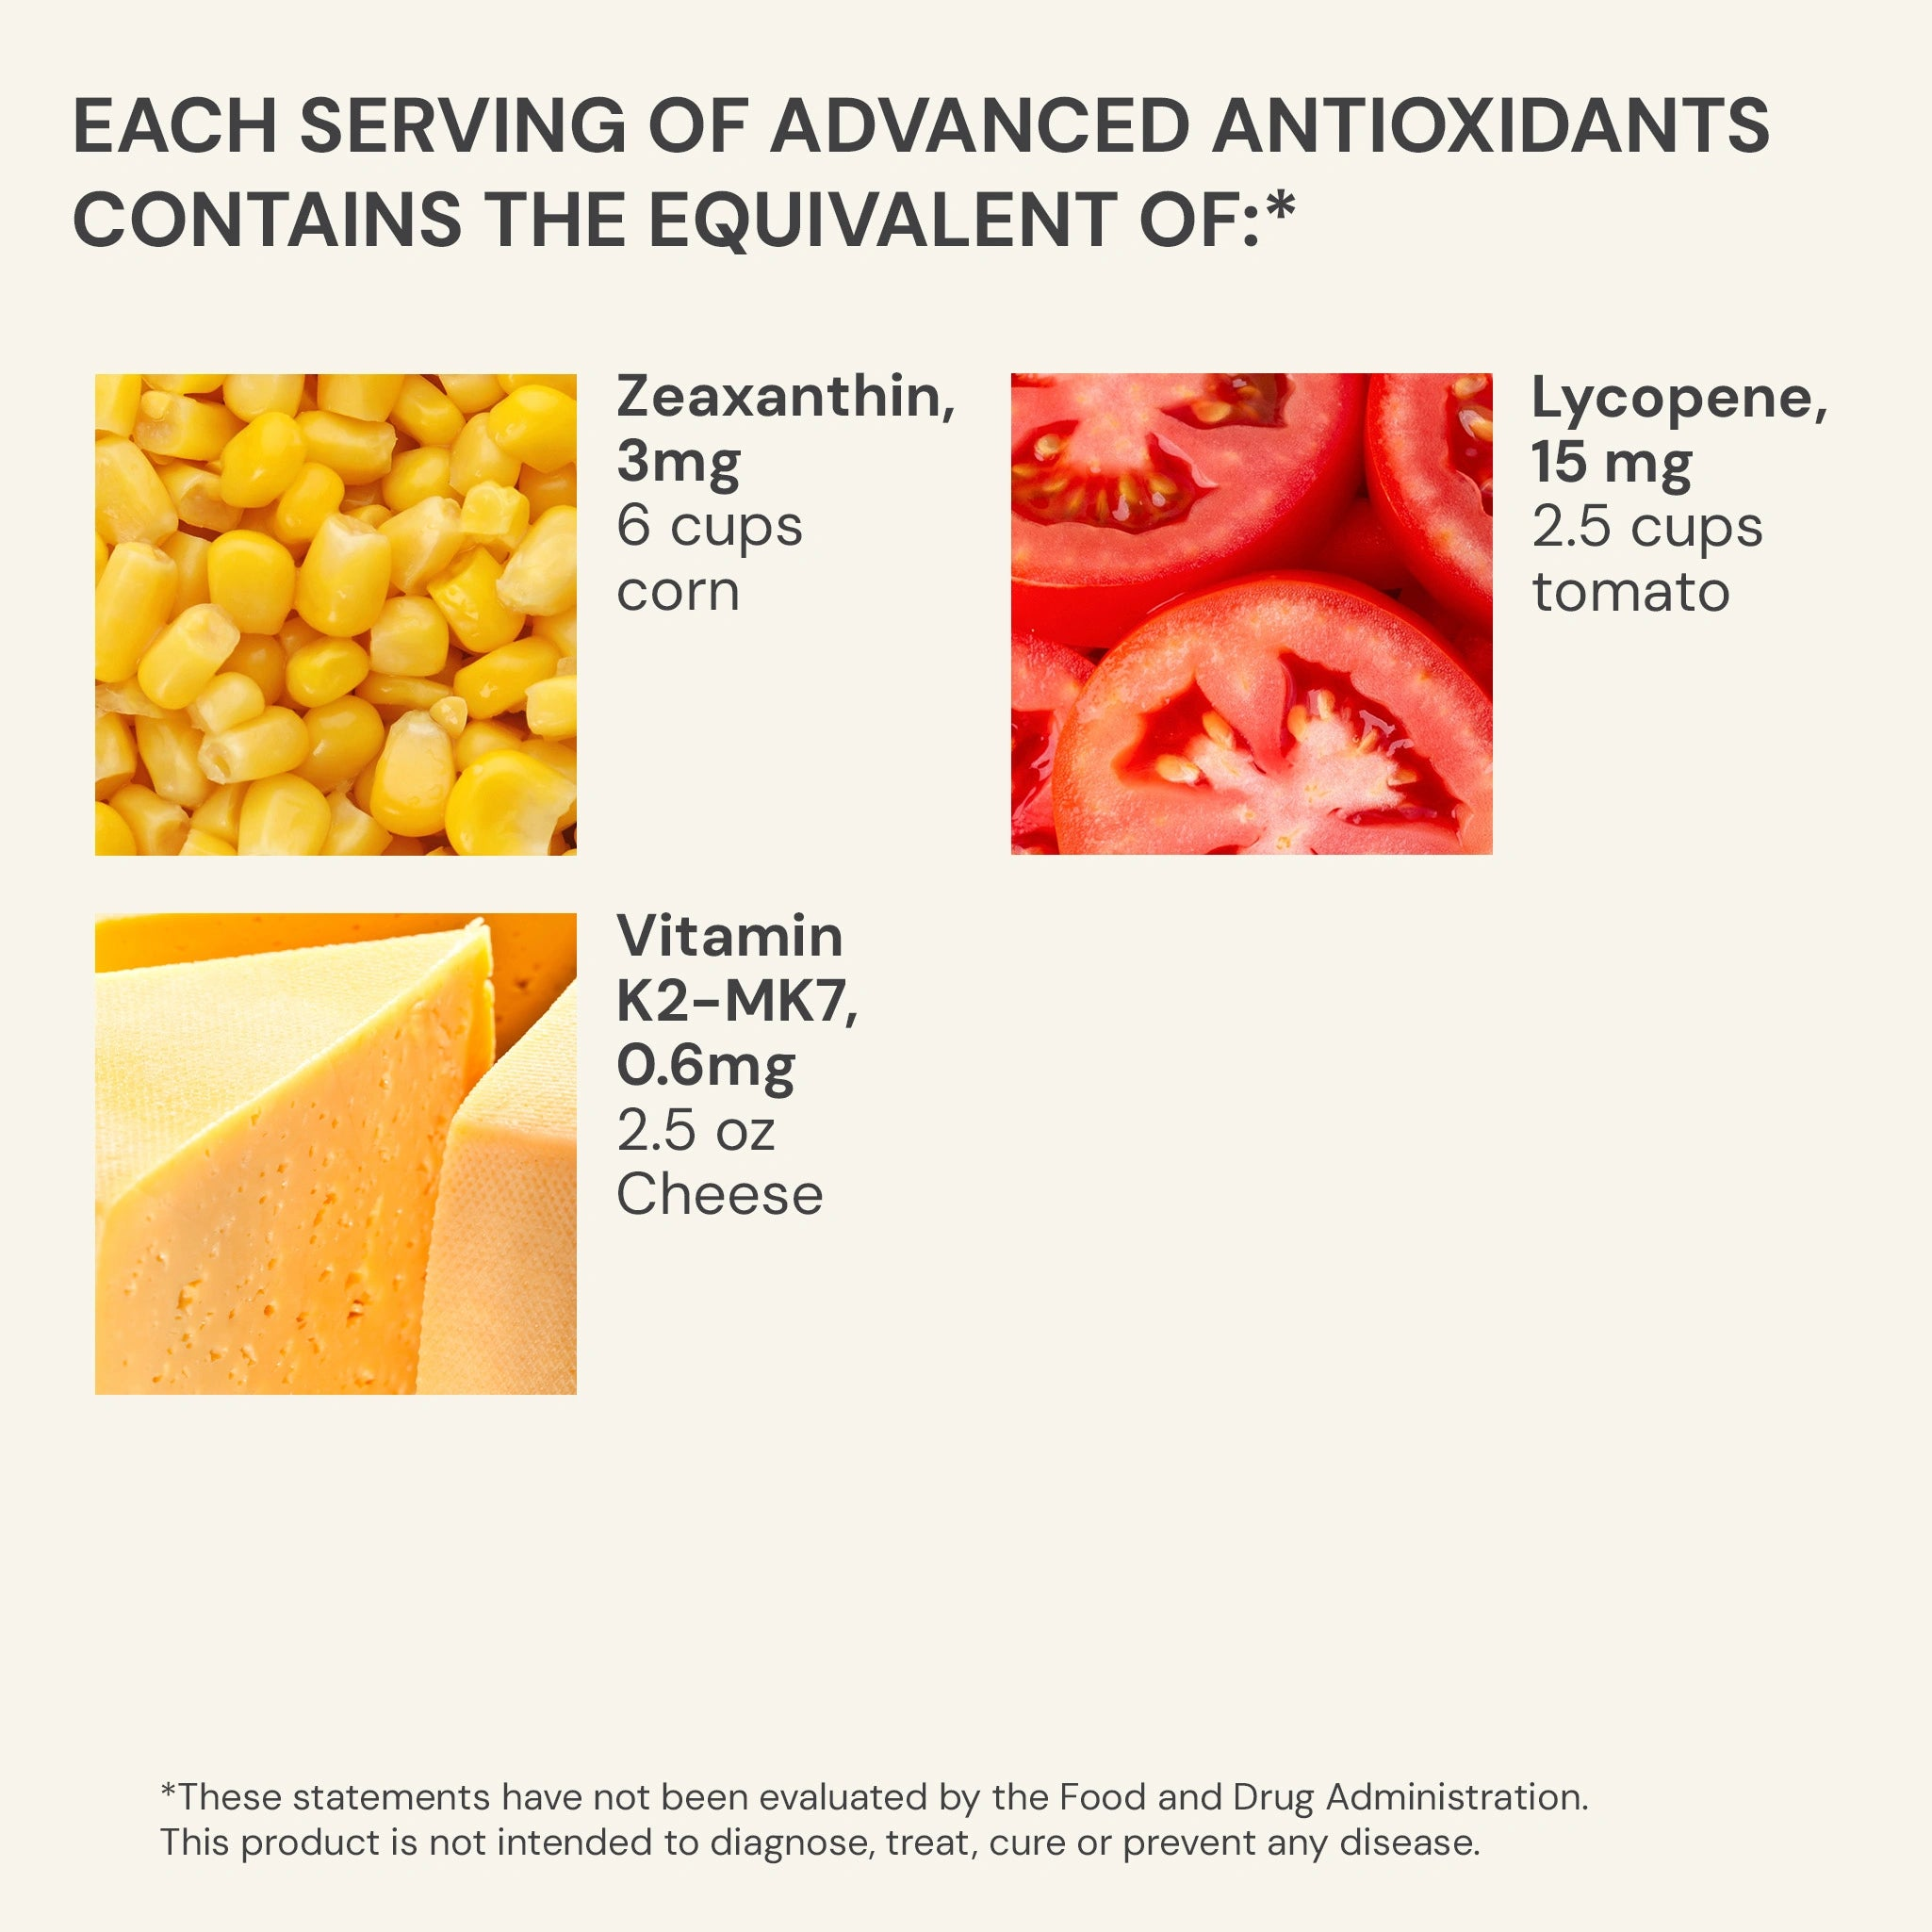 EACH SERVING OF ADVANCED ANTIOXIDANTS
CONTAINS THE EQUIVALENT OF:*
Zeaxanthin,
3mg
6 cups
corn
Lycopene,
15 mg
2.5 cups
tomato
Vitamin
K2-MK7,
0.6mg
2.5 oz
Cheese
*These statements have not been evaluated by the Food and Drug Administration.
This product is not intended to diagnose, treat, cure or prevent any disease.